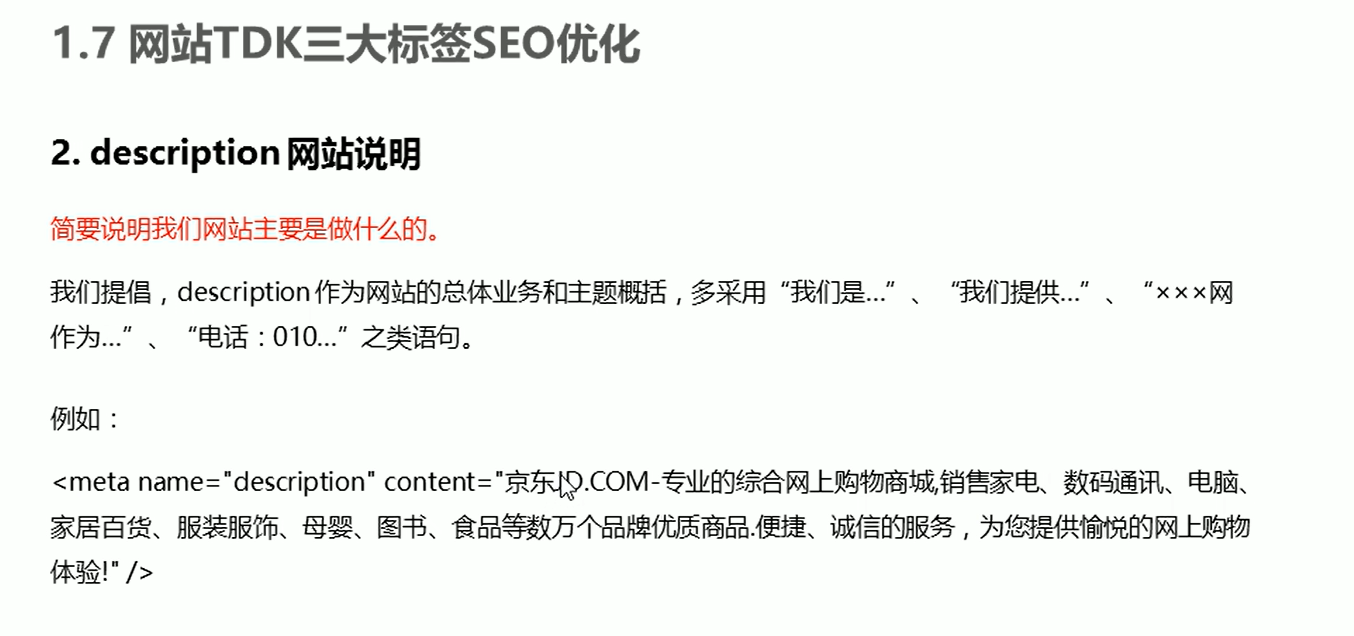 1.7 网站TDK三大标签SEO优化
2. description 网站说明
简要说明我们网站主要是做什么的。
我们提倡，description 作为网站的总体业务和主题概括，多采用“我们是…”、“我们提供…”、“×××网
作为…”、“电话：010…”之类语句。
例如：
<meta name="description" content="京东JD.COM-专业的综合网上购物商城,销售家电、数码通讯、电脑、
家居百货、服装服饰、母婴、图书、食品等数万个品牌优质商品.便捷、诚信的服务，为您提供愉悦的网上购物
体验!" />